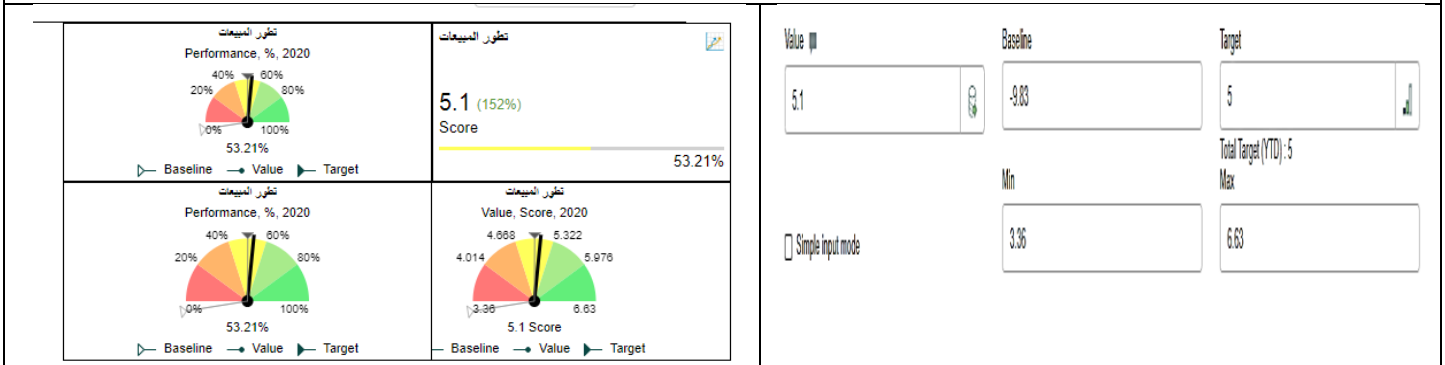 تطور المبيعات
Performance, %, 2020
40% 60%
20% 80%
0% 100%
53.21%
Baseline Value Target
تطور المبيعات
5.1 (152%)
Score
53.21%
تطور المبيعات
Performance, %, 2020
40% 60%
20% 80%
0% 100%
53.21%
Baseline Value Target
تطور المبيعات
Value, Score, 2020
4.668 5.322
4.014 5.976
3.36 6.63
5.1 Score
Baseline Value Target
Value Baseline Target
5.1 -9.83 5
Total Target (YTD) : 5
Min Max
Simple input mode 3.36 6.63